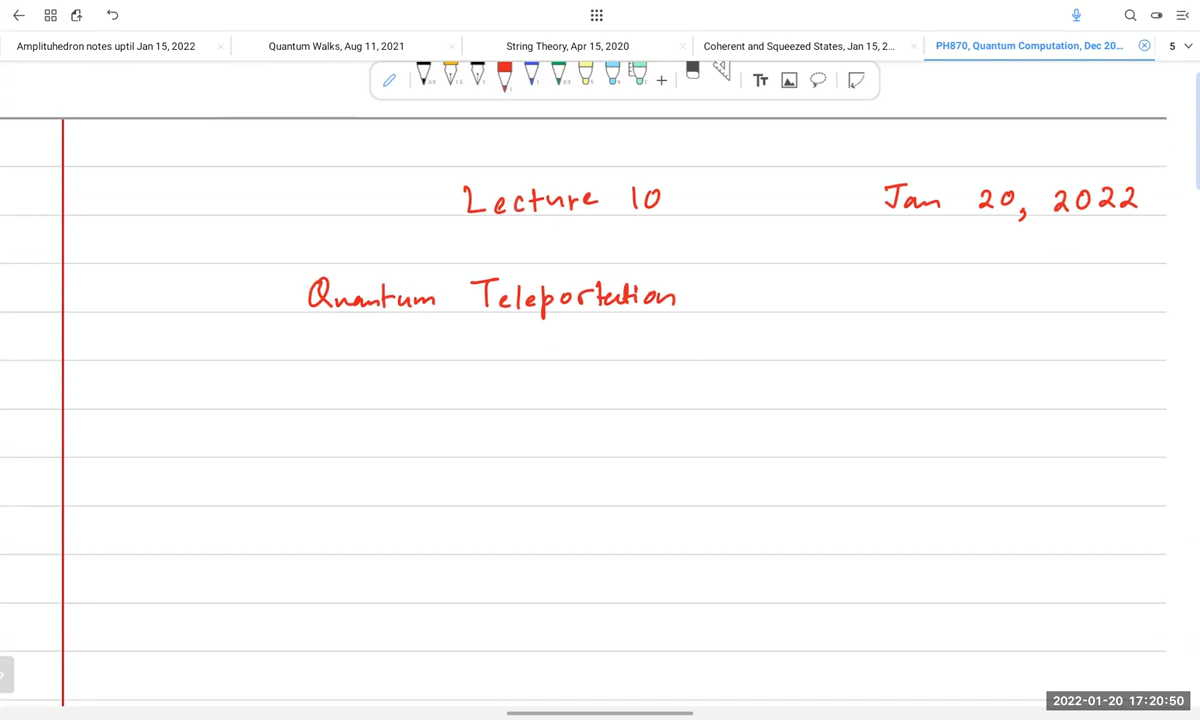 Amplituhedron notes uptil Jan 15, 2022 Quantum Walks, Aug 11, 2021 String Theory, Apr 15, 2020 Coherent and Squeezed States, Jan 15, 2... PH870, Quantum Computation, Dec 20... 5
Tт
Lecture 10 Jan 20, 2022
Quantum Teleportation
2022-01-20 17:20:50